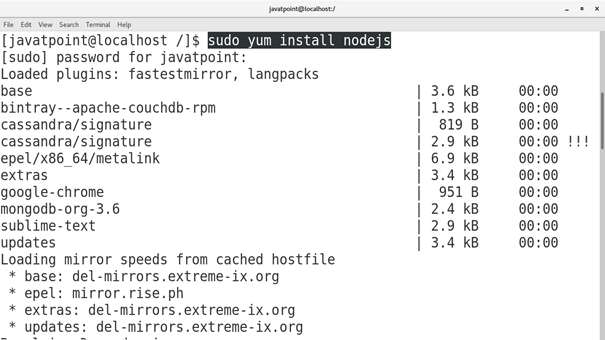 javatpoint@localhost:/
File Edit View Search Terminal Help
[javatpoint@localhost /]$ sudo yum install nodejs
[sudo] password for javatpoint:
Loaded plugins: fastestmirror, langpacks
base | 3.6 kB 00:00
bintray--apache-couchdb-rpm | 1.3 kB 00:00
cassandra/signature | 819 B 00:00
cassandra/signature | 2.9 kB 00:00 !!!
epel/x86_64/metalink | 6.9 kB 00:00
extras | 3.4 kB 00:00
google-chrome | 951 B 00:00
mongodb-org-3.6 | 2.4 kB 00:00
sublime-text | 2.9 kB 00:00
updates | 3.4 kB 00:00
Loading mirror speeds from cached hostfile
* base: del-mirrors.extreme-ix.org
* epel: mirror.rise.ph
* extras: del-mirrors.extreme-ix.org
* updates: del-mirrors.extreme-ix.org